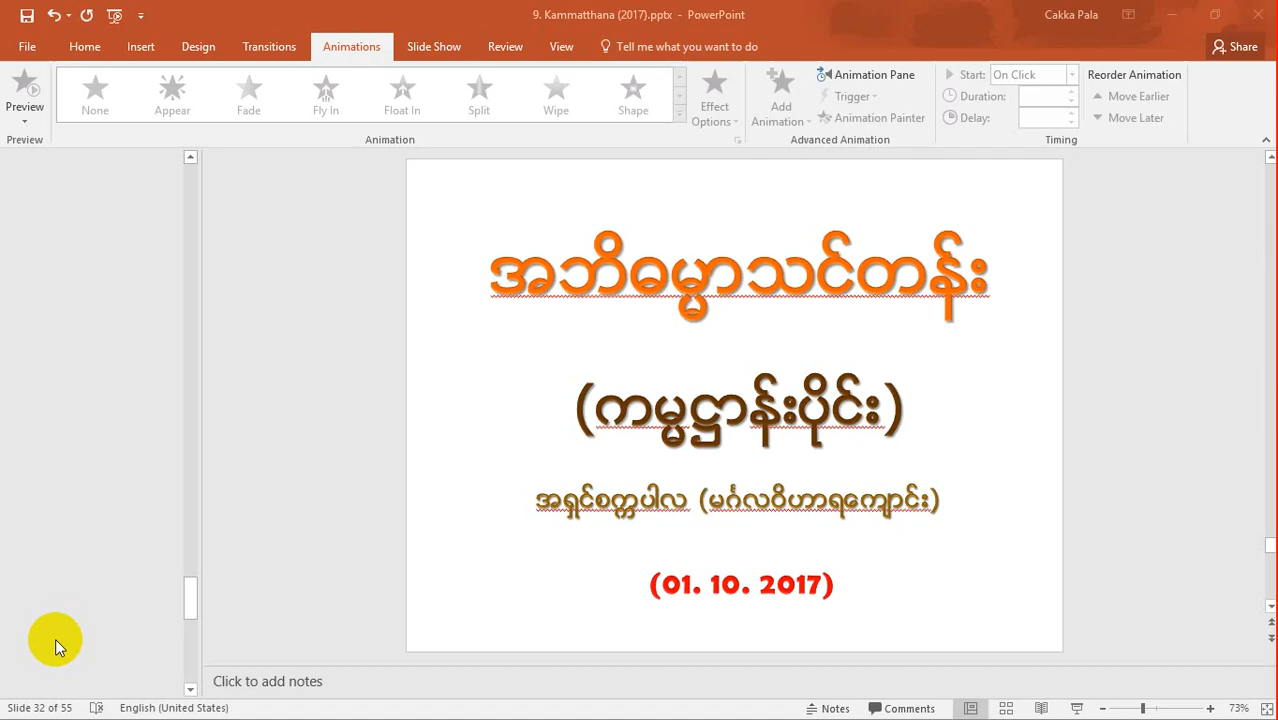 9. Kammatthana (2017).pptx - PowerPoint
Cakka Pala
File Home Insert Design Transitions Animations Slide Show Review View Tell me what you want to do Share
Preview
None Appear Fade Fly In Float In Split Wipe Shape
Effect Options
Add Animation
Animation Pane
Trigger
Animation Painter
Start: On Click
Duration:
Delay:
Reorder Animation
Move Earlier
Move Later
Preview Animation Advanced Animation Timing
အဘိဓမ္မာသင်တန်း
(ကမ္မဋ္ဌာန်းပိုင်း)
အရှင်စက္ကပါလ (မင်္ဂလဝိဟာရကျောင်း)
(01. 10. 2017)
Click to add notes
Slide 32 of 55 English (United States) Notes Comments 73%